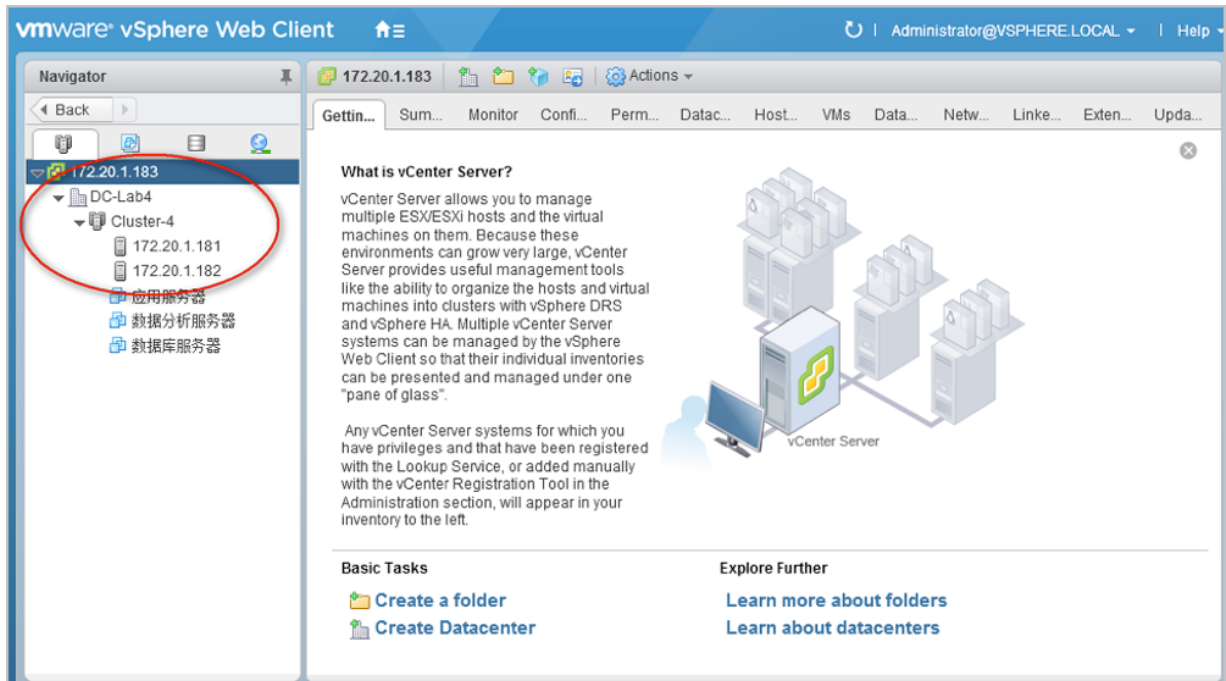 vmware® vSphere Web Client
Administrator@VSPHERE.LOCAL
Help
Navigator
Back
172.20.1.183
DC-Lab4
Cluster-4
172.20.1.181
172.20.1.182
应用服务器
数据分析服务器
数据库服务器
172.20.1.183
Actions
Gettin... Sum... Monitor Confi... Perm... Datac... Host... VMs Data... Netw... Linke... Exten... Upda...
What is vCenter Server?
vCenter Server allows you to manage
multiple ESX/ESXi hosts and the virtual
machines on them. Because these
environments can grow very large, vCenter
Server provides useful management tools
like the ability to organize the hosts and virtual
machines into clusters with vSphere DRS
and vSphere HA. Multiple vCenter Server
systems can be managed by the vSphere
Web Client so that their individual inventories
can be presented and managed under one
"pane of glass".
Any vCenter Server systems for which you
have privileges and that have been registered
with the Lookup Service, or added manually
with the vCenter Registration Tool in the
Administration section, will appear in your
inventory to the left.
vCenter Server
Basic Tasks
Create a folder
Create Datacenter
Explore Further
Learn more about folders
Learn about datacenters